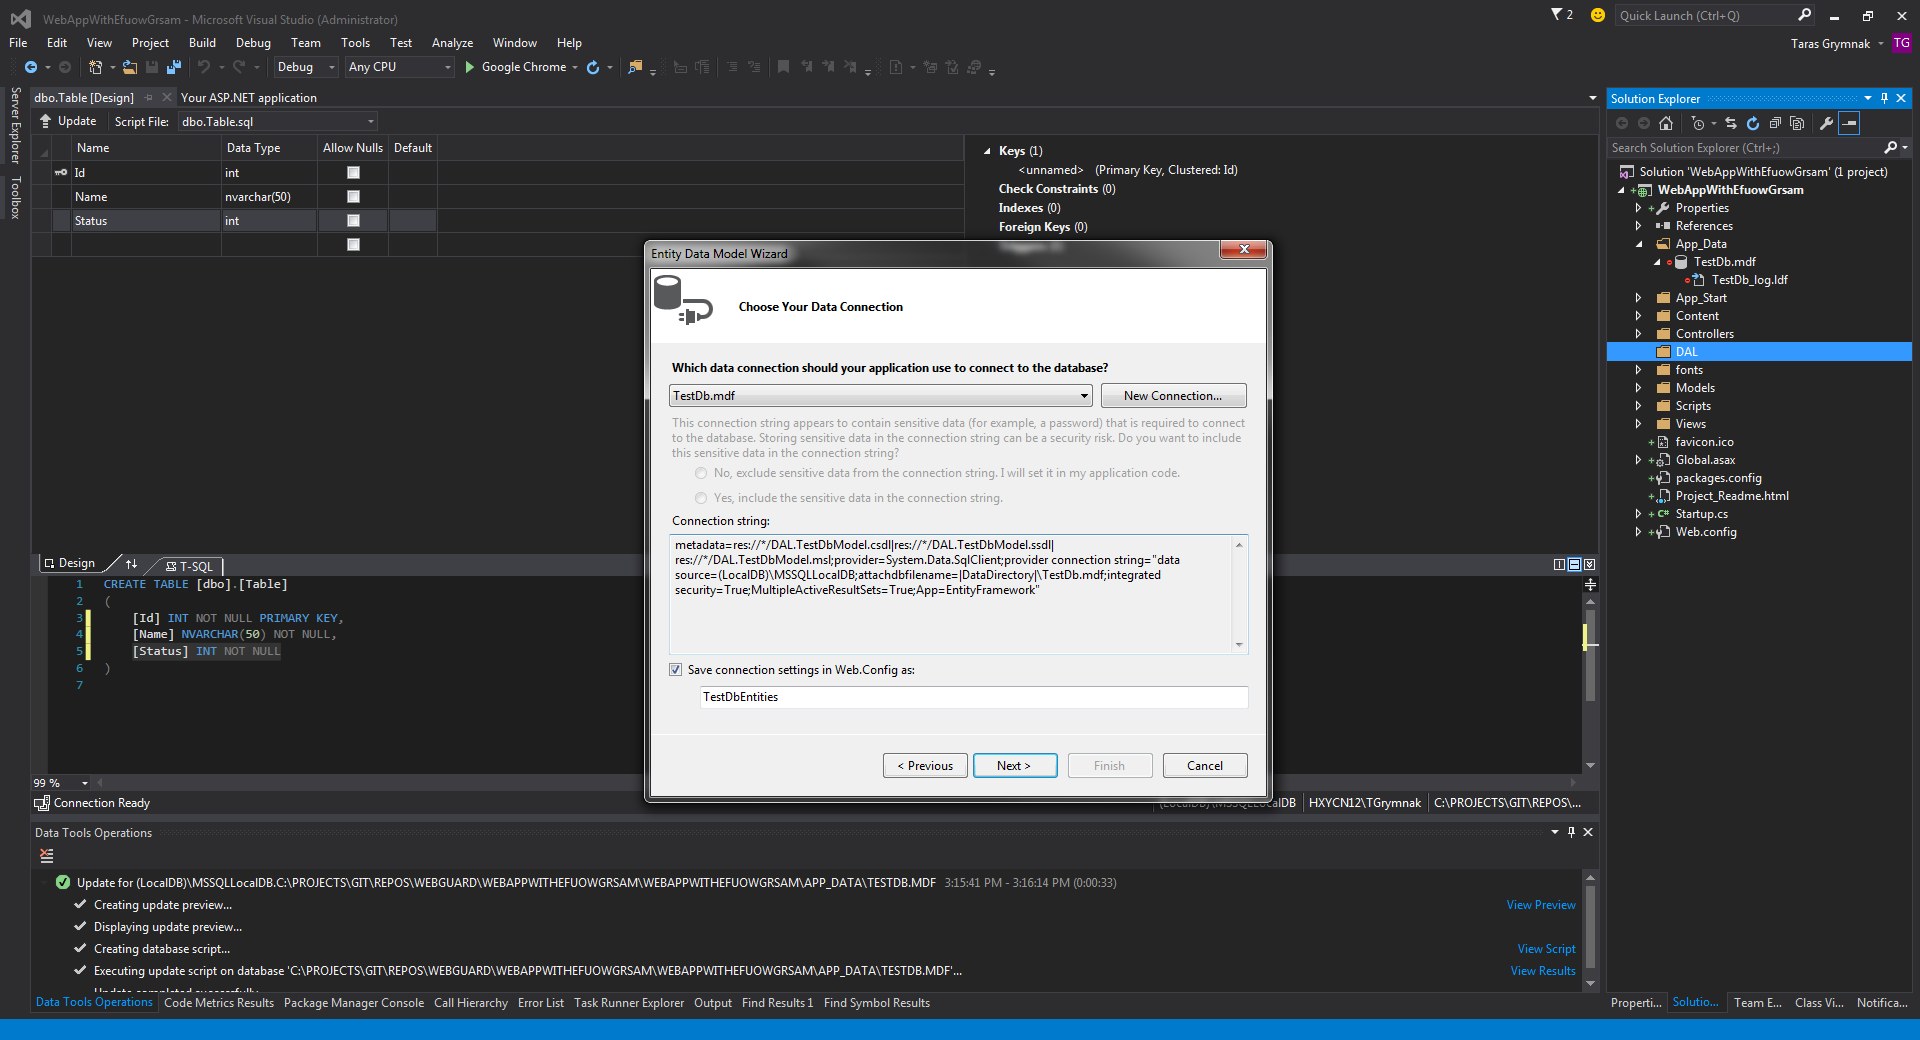 WebAppWithEfuowGrsam - Microsoft Visual Studio (Administrator)
2
Quick Launch (Ctrl+Q)
File Edit View Project Build Debug Team Tools Test Analyze Window Help
Taras Grymnak TG
Debug Any CPU Google Chrome
Server Explorer
Toolbox
dbo.Table [Design] Your ASP.NET application
Update Script File: dbo.Table.sql
Name Data Type Allow Nulls Default
Id int
Name nvarchar(50)
Status int
Keys (1)
<unnamed> (Primary Key, Clustered: Id)
Check Constraints (0)
Indexes (0)
Foreign Keys (0)
Entity Data Model Wizard
Choose Your Data Connection
Which data connection should your application use to connect to the database?
TestDb.mdf New Connection...
This connection string appears to contain sensitive data (for example, a password) that is required to connect
to the database. Storing sensitive data in the connection string can be a security risk. Do you want to include
this sensitive data in the connection string?
No, exclude sensitive data from the connection string. I will set it in my application code.
Yes, include the sensitive data in the connection string.
Connection string:
metadata=res://*/DAL.TestDbModel.csdl|res://*/DAL.TestDbModel.ssdl|
res://*/DAL.TestDbModel.msl;provider=System.Data.SqlClient;provider connection string="data
source=(LocalDB)\MSSQLLocalDB;attachdbfilename=|DataDirectory|\TestDb.mdf;integrated
security=True;MultipleActiveResultSets=True;App=EntityFramework"
Save connection settings in Web.Config as:
TestDbEntities
< Previous Next > Finish Cancel
Design T-SQL
1 CREATE TABLE [dbo].[Table]
2 (
3 [Id] INT NOT NULL PRIMARY KEY,
4 [Name] NVARCHAR(50) NOT NULL,
5 [Status] INT NOT NULL
6 )
7
99 %
Connection Ready (LocalDB)\MSSQLLocalDB HXYCN12\TGrymnak C:\PROJECTS\GIT\REPOS\...
Data Tools Operations
Update for (LocalDB)\MSSQLLocalDB.C:\PROJECTS\GIT\REPOS\WEBGUARD\WEBAPPWITHEFUOWGRSAM\WEBAPPWITHEFUOWGRSAM\APP_DATA\TESTDB.MDF 3:15:41 PM - 3:16:14 PM (0:00:33)
Creating update preview... View Preview
Displaying update preview...
Creating database script... View Script
Executing update script on database 'C:\PROJECTS\GIT\REPOS\WEBGUARD\WEBAPPWITHEFUOWGRSAM\WEBAPPWITHEFUOWGRSAM\APP_DATA\TESTDB.MDF'... View Results
Update completed successfully
Data Tools Operations Code Metrics Results Package Manager Console Call Hierarchy Error List Task Runner Explorer Output Find Results 1 Find Symbol Results
Solution Explorer
Search Solution Explorer (Ctrl+;)
Solution 'WebAppWithEfuowGrsam' (1 project)
WebAppWithEfuowGrsam
Properties
References
App_Data
TestDb.mdf
TestDb_log.ldf
App_Start
Content
Controllers
DAL
fonts
Models
Scripts
Views
favicon.ico
Global.asax
packages.config
Project_Readme.html
Startup.cs
Web.config
Properti... Solutio... Team E... Class Vi... Notifica...